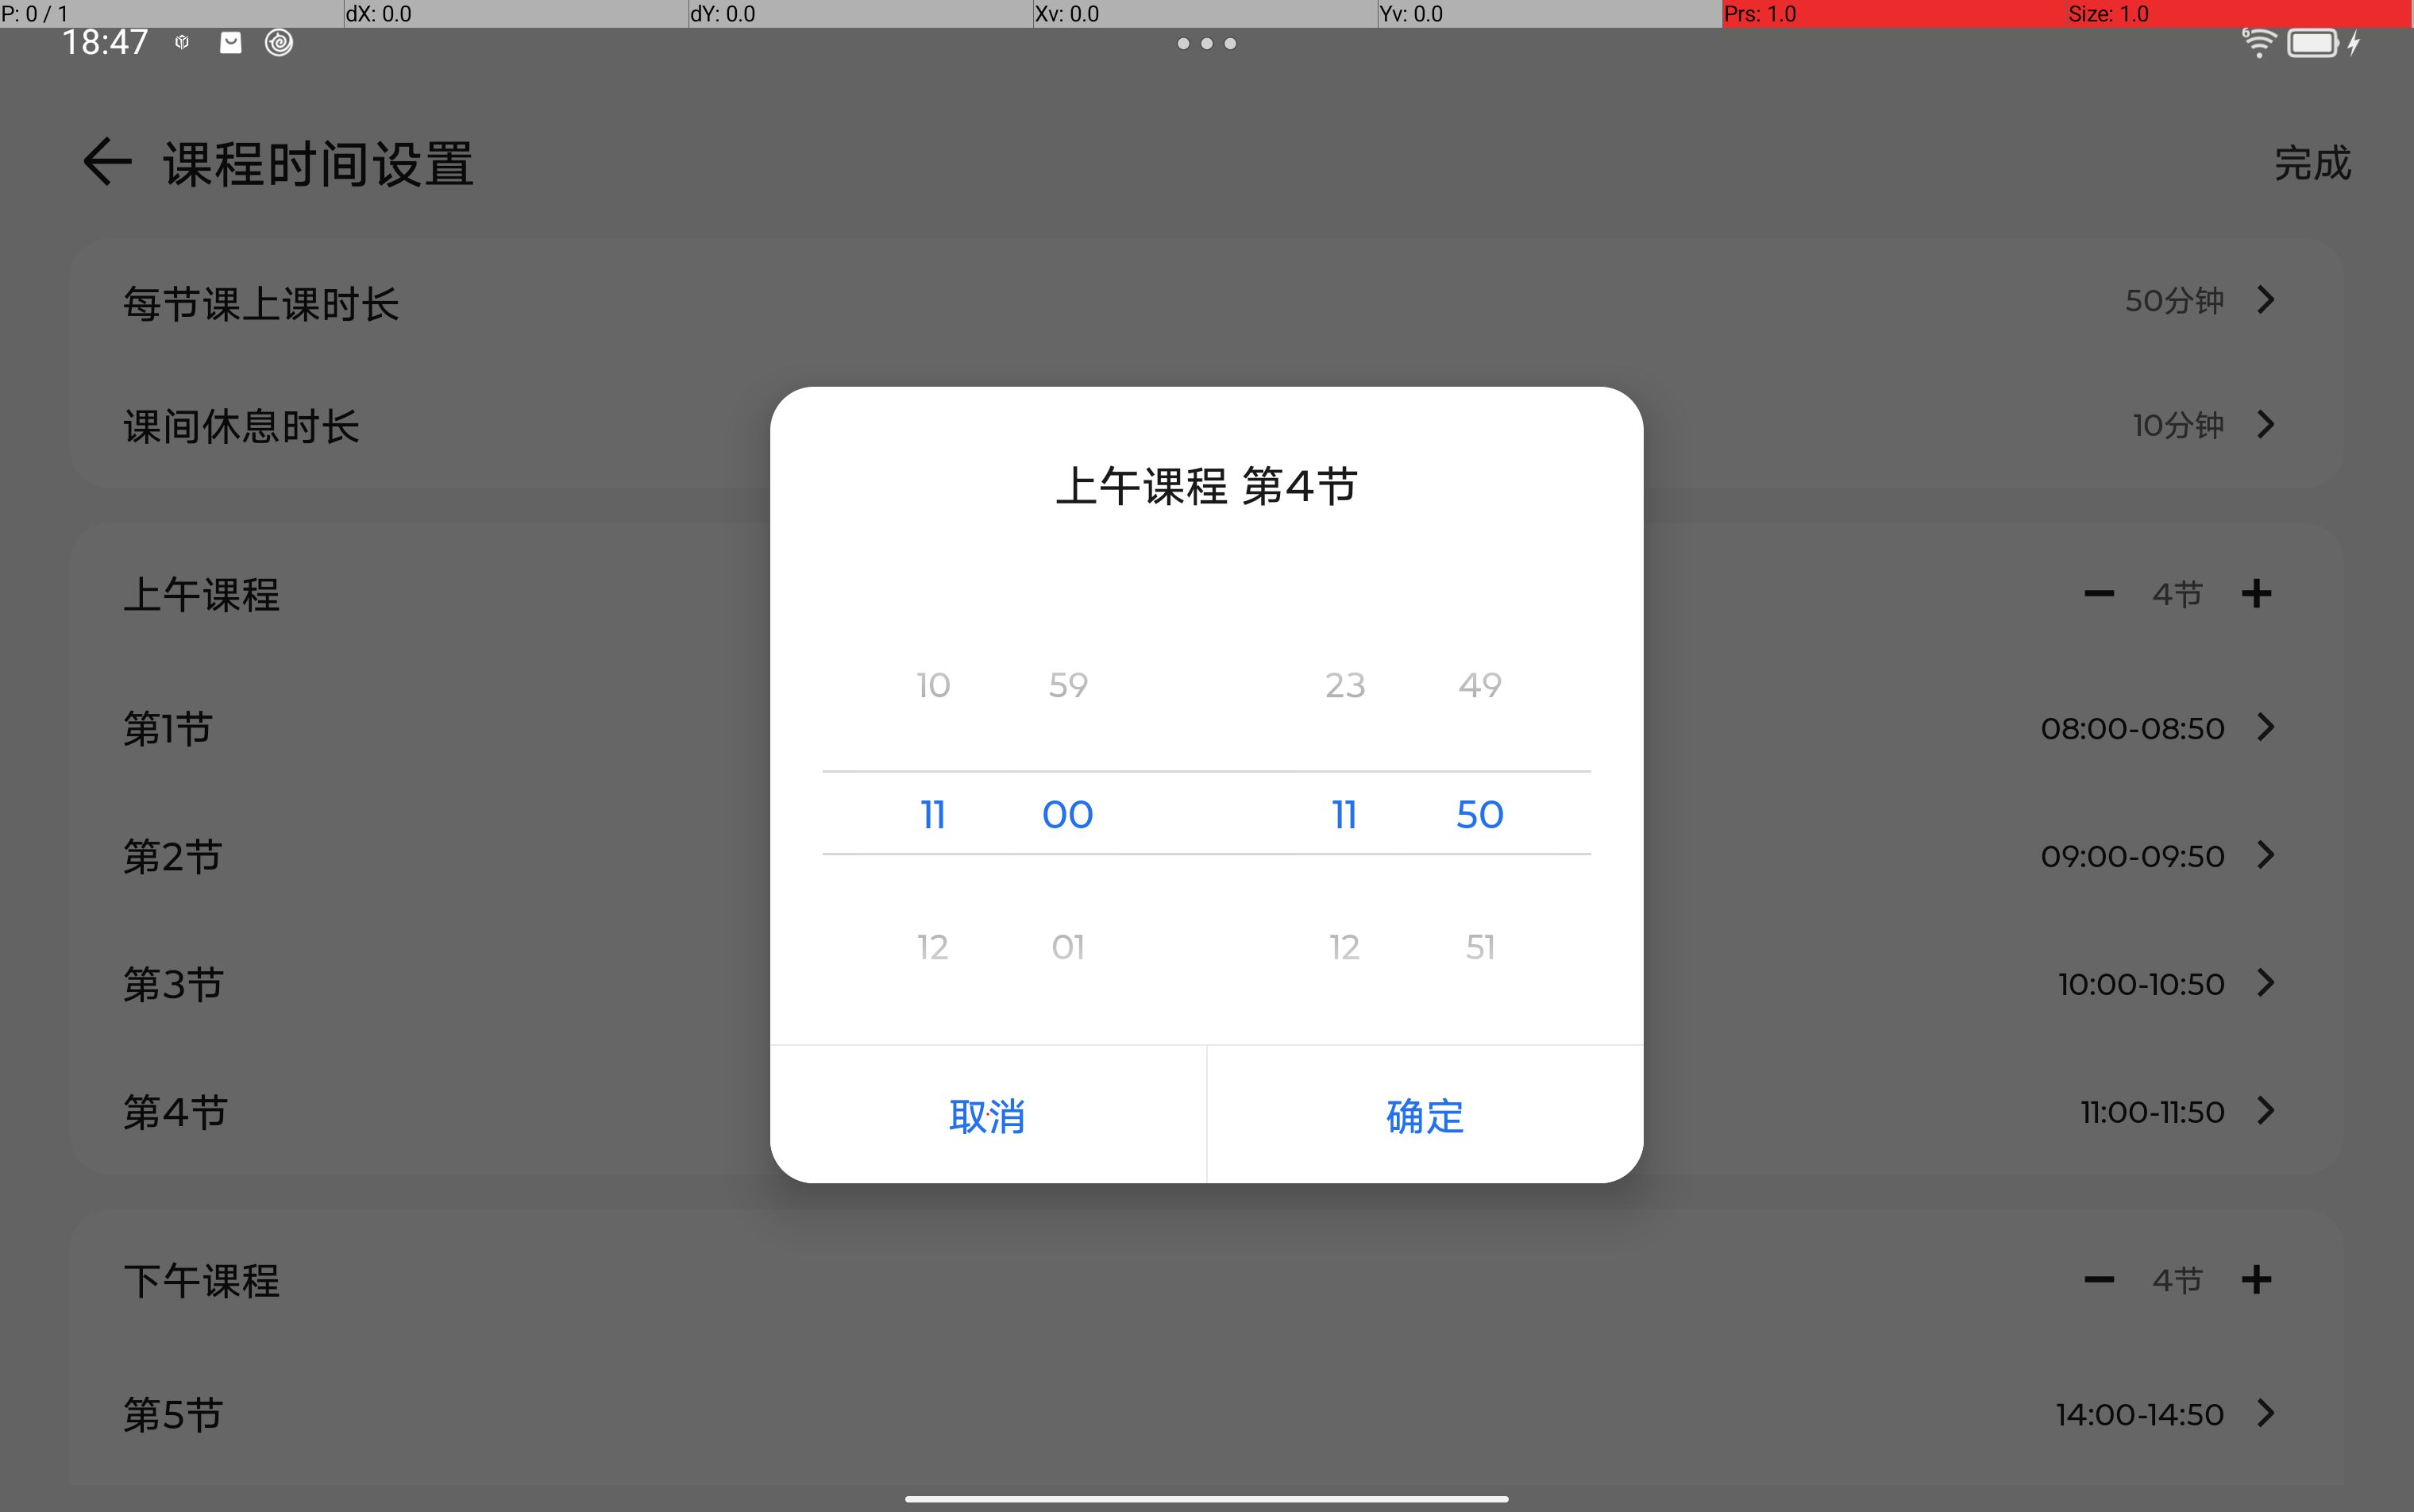 P: 0 / 1 dX: 0.0 dY: 0.0 Xv: 0.0 Yv: 0.0 Prs: 1.0 Size: 1.0
18:47 6
课程时间设置 完成
每节课上课时长 50分钟
课间休息时长 10分钟
上午课程 4节
第1节 08:00-08:50
第2节 09:00-09:50
第3节 10:00-10:50
第4节 11:00-11:50
下午课程 4节
第5节 14:00-14:50
上午课程 第4节
10 59 23 49
11 00 11 50
12 01 12 51
取消 确定